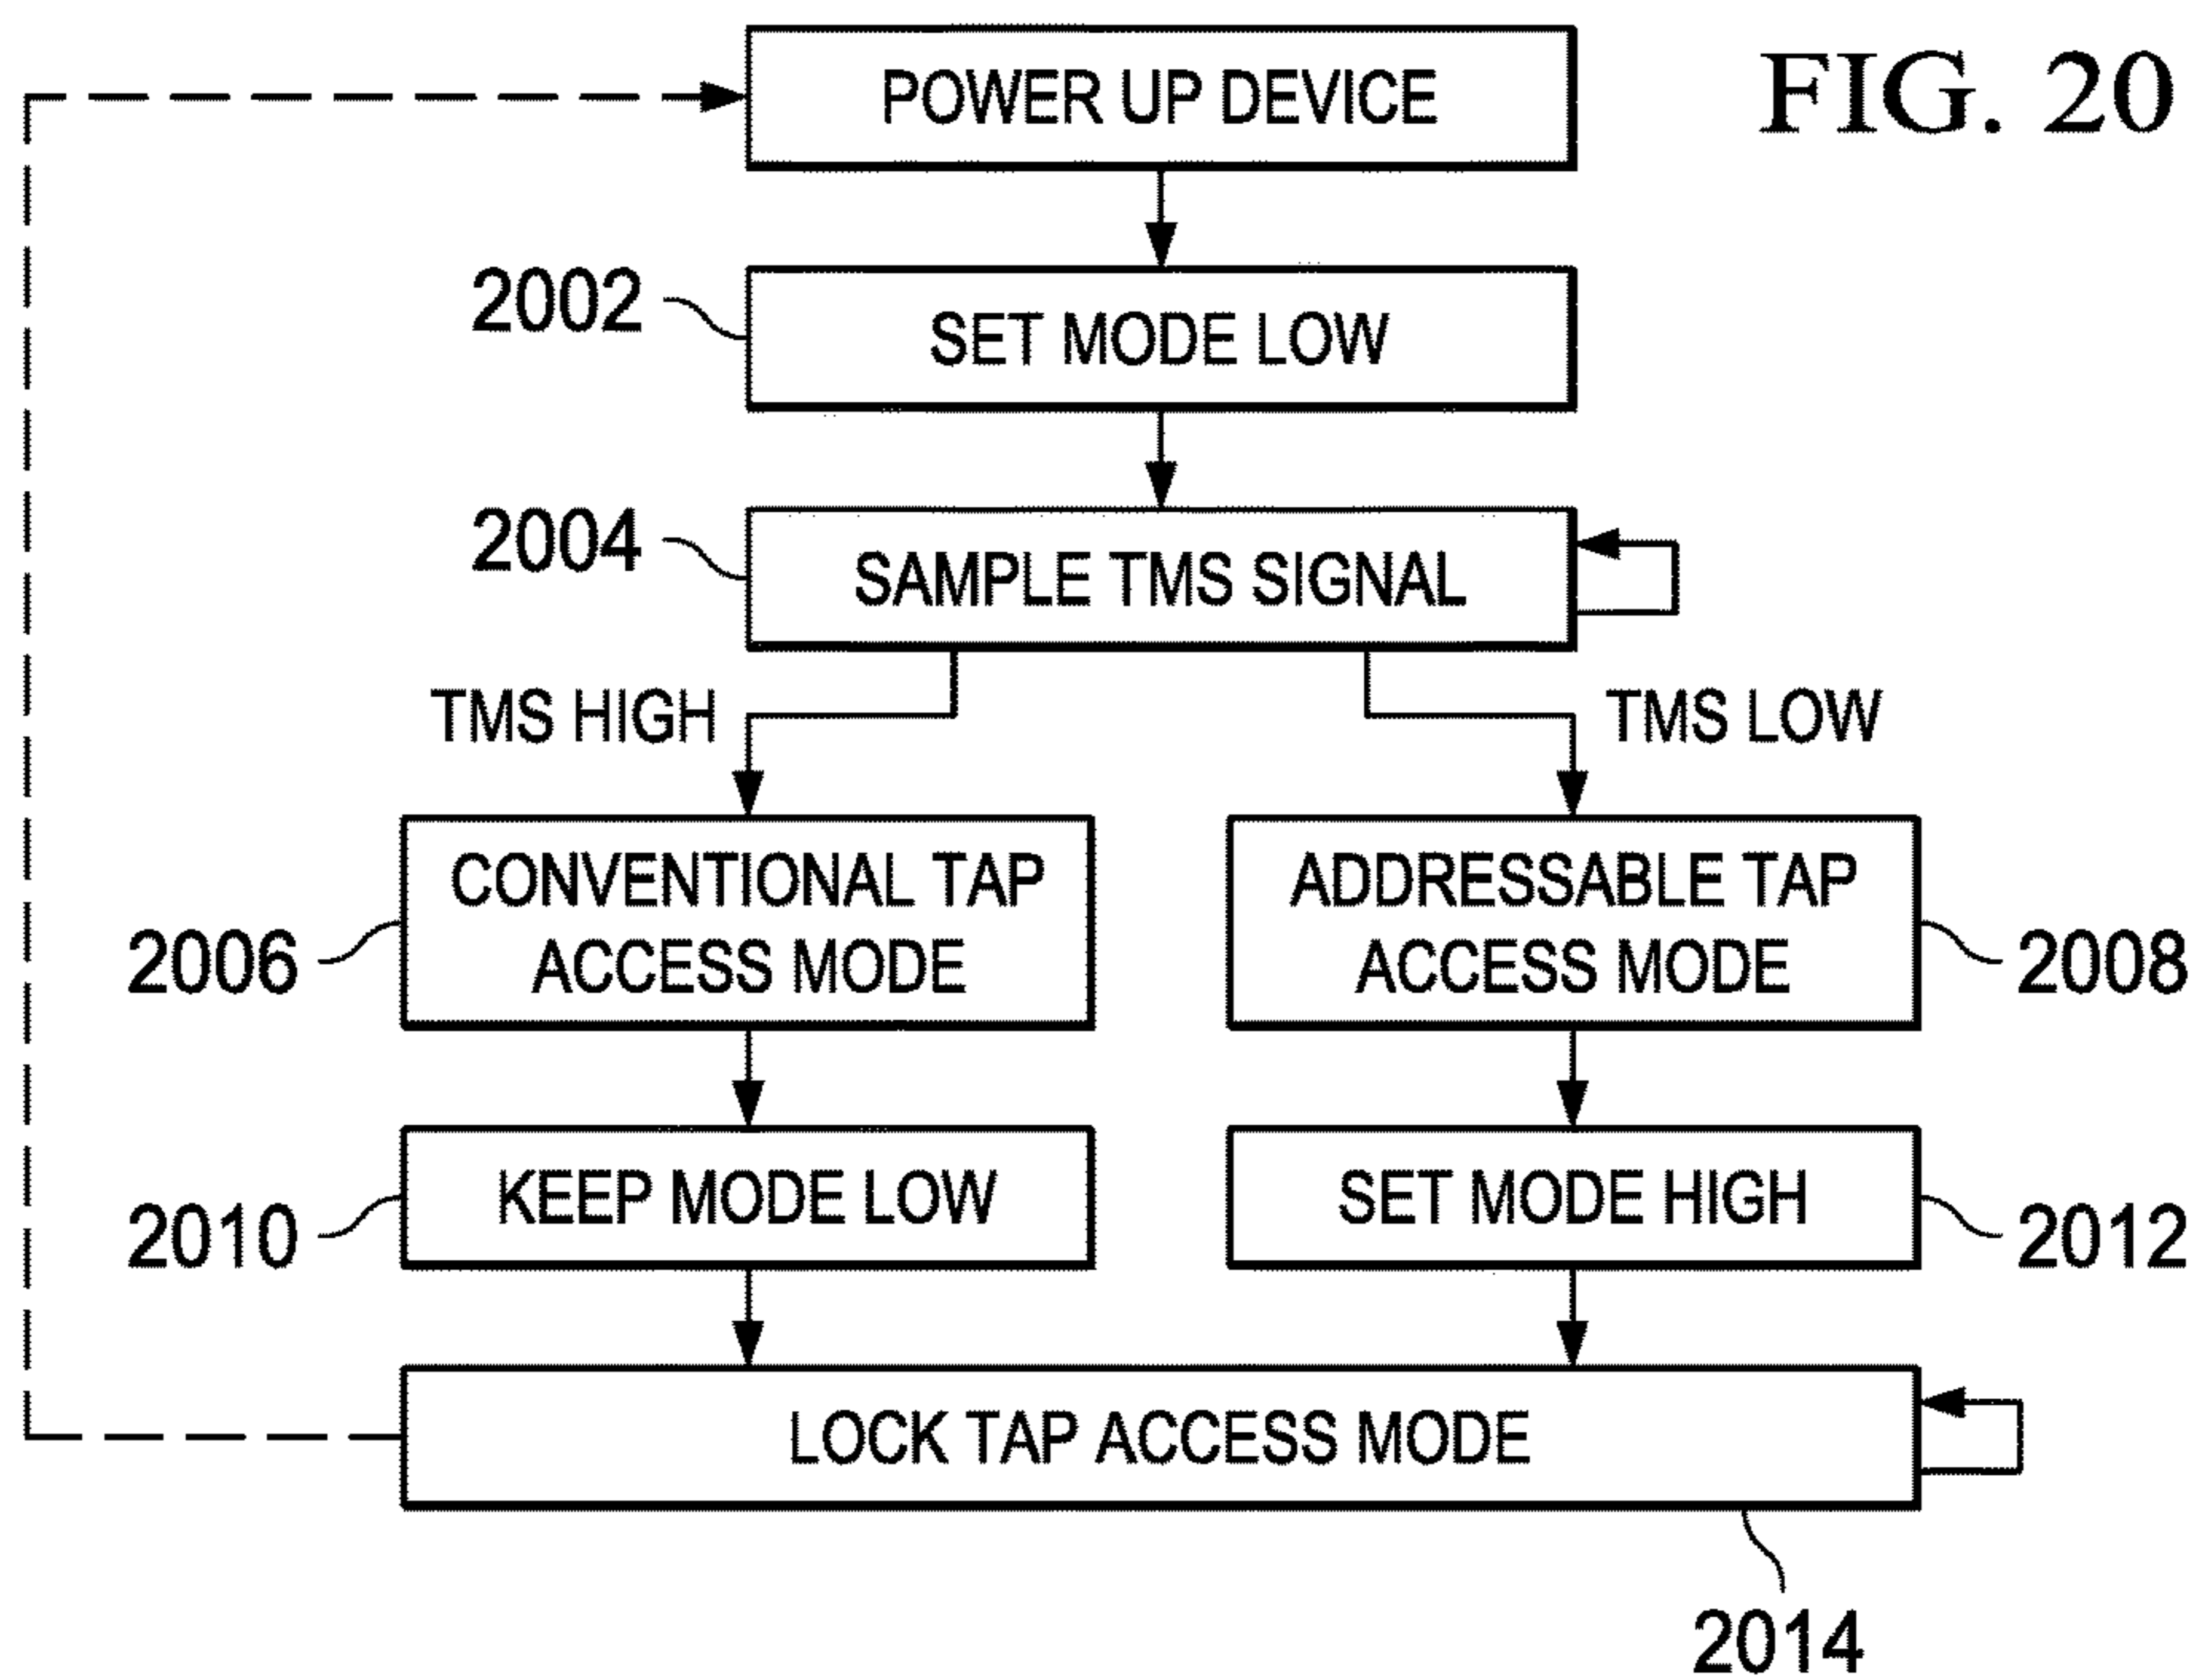 FIG. 20
POWER UP DEVICE
2002
SET MODE LOW
2004
SAMPLE TMS SIGNAL
TMS HIGH
TMS LOW
CONVENTIONAL TAP
ACCESS MODE
2006
ADDRESSABLE TAP
ACCESS MODE
2008
2010
KEEP MODE LOW
SET MODE HIGH
2012
LOCK TAP ACCESS MODE
2014